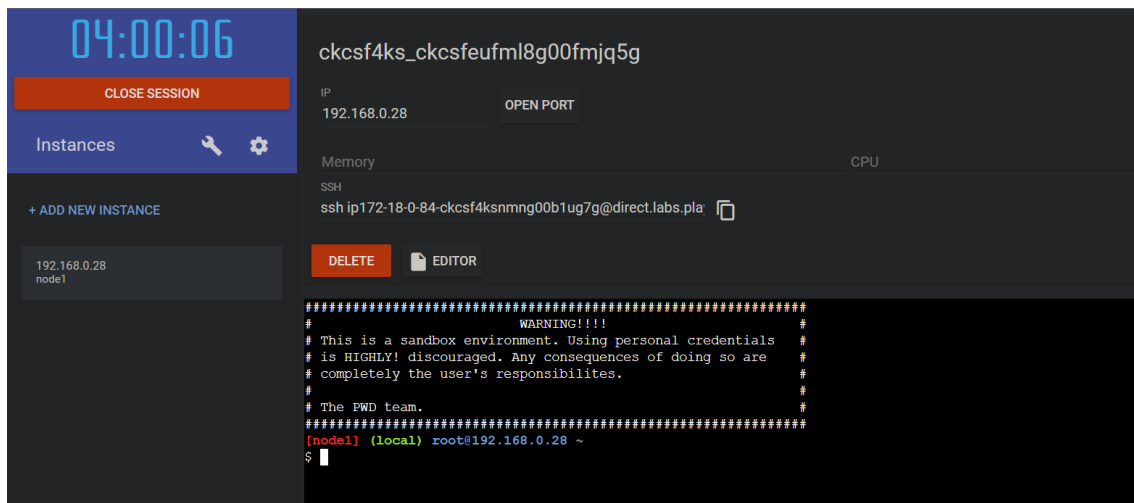 04:00:06
CLOSE SESSION
Instances
+ ADD NEW INSTANCE
192.168.0.28
node1
ckcsf4ks_ckcsfeufml8g00fmjq5g
IP
192.168.0.28
OPEN PORT
Memory
CPU
SSH
ssh ip172-18-0-84-ckcsf4ksnmng00b1ug7g@direct.labs.pla
DELETE
EDITOR
###############################################################
#                          WARNING!!!!                        #
# This is a sandbox environment. Using personal credentials   #
# is HIGHLY! discouraged. Any consequences of doing so are    #
# completely the user's responsibilites.                      #
#                                                             #
# The PWD team.                                               #
###############################################################
[node1] (local) root@192.168.0.28 ~
$